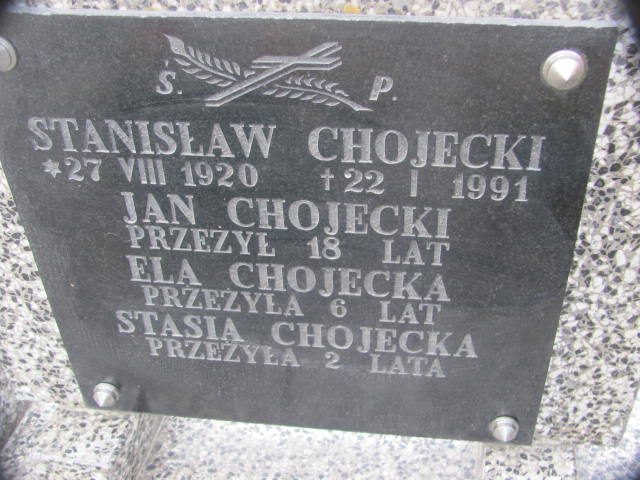 Ś. P.
STANISŁAW CHOJECKI
*27 VIII 1920 †22 I 1991
JAN CHOJECKI
PRZEŻYŁ 18 LAT
ELA CHOJECKA
PRZEŻYŁA 6 LAT
STASIA CHOJECKA
PRZEŻYŁA 2 LATA